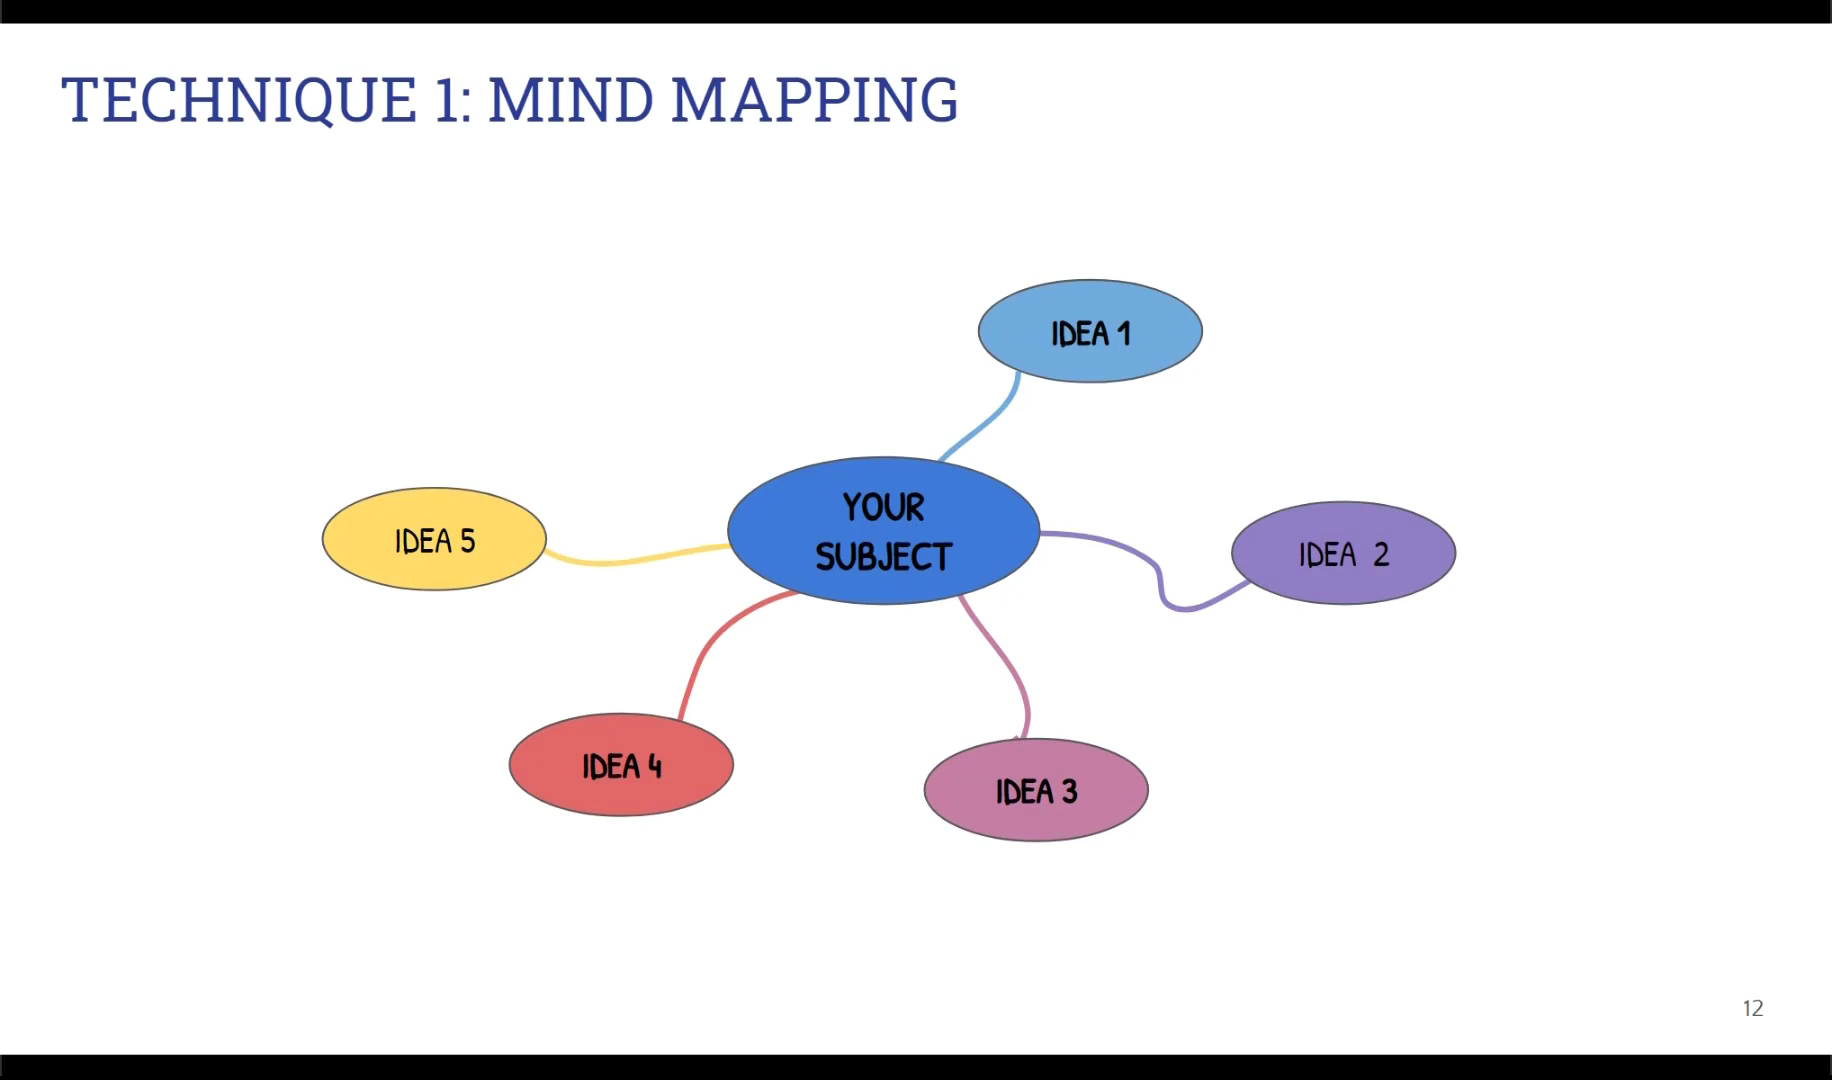 TECHNIQUE 1: MIND MAPPING
IDEA 1
YOUR
SUBJECT
IDEA 5
IDEA  2
IDEA 4
IDEA 3
12